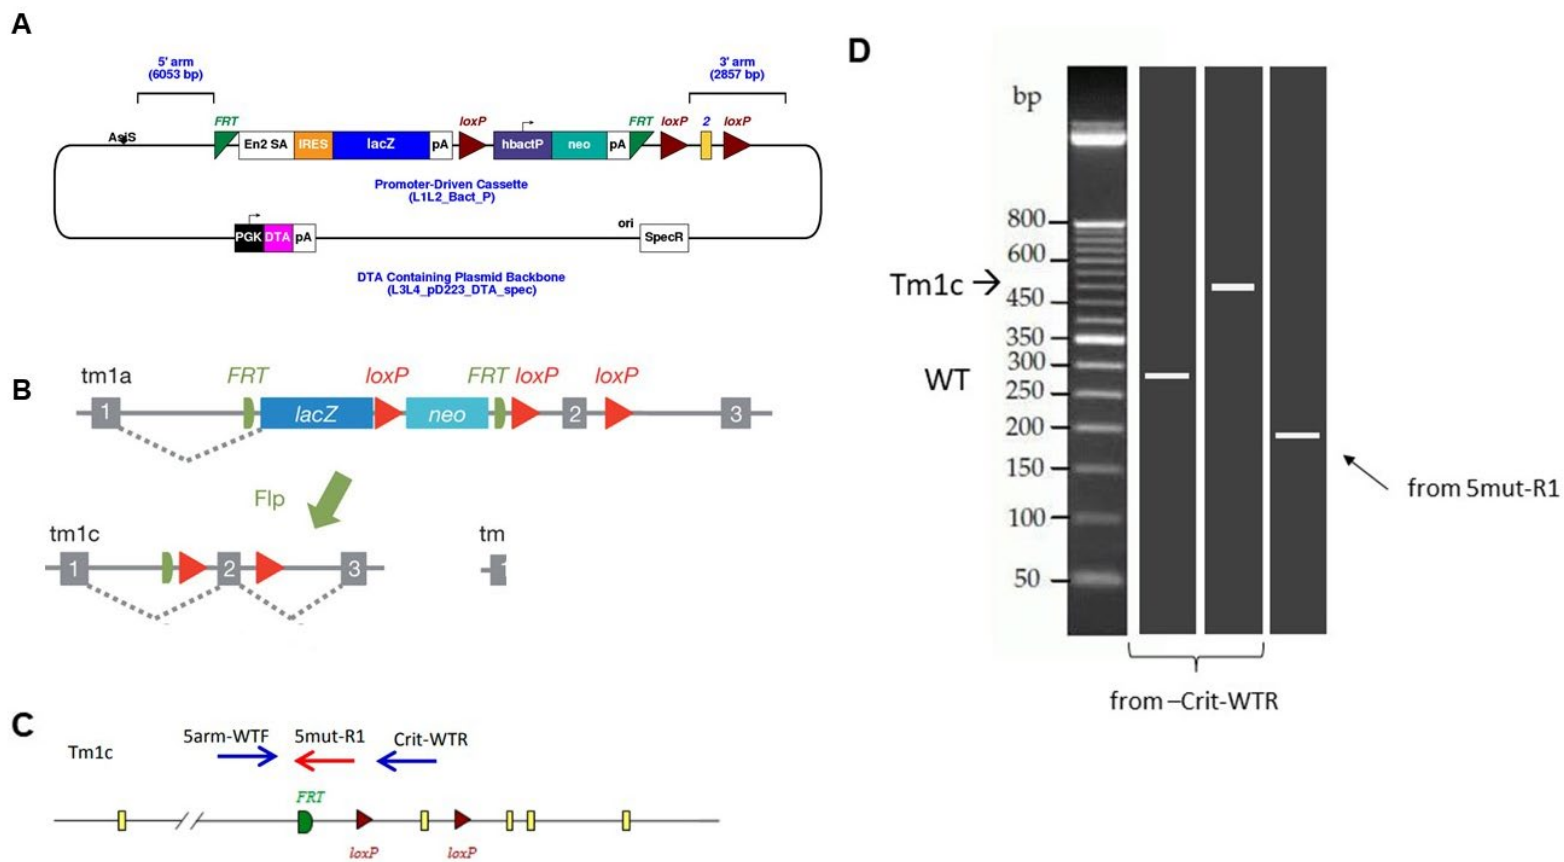 A
5' arm
(6053 bp)
3' arm
(2857 bp)
AsiS
FRT
loxP
FRT
loxP
2
loxP
En2 SA
IRES
lacZ
pA
hbactP
neo
pA
Promoter-Driven Cassette
(L1L2_Bact_P)
PGK
DTA
pA
ori
SpecR
DTA Containing Plasmid Backbone
(L3L4_pD223_DTA_spec)
B
tm1a
FRT
loxP
FRT
loxP
loxP
1
lacZ
neo
2
3
Flp
tm1c
tm
1
2
3
C
Tm1c
5arm-WTF
5mut-R1
Crit-WTR
FRT
loxP
loxP
D
bp
800
600
Tm1c
450
350
300
WT
250
200
150
100
50
from 5mut-R1
from –Crit-WTR